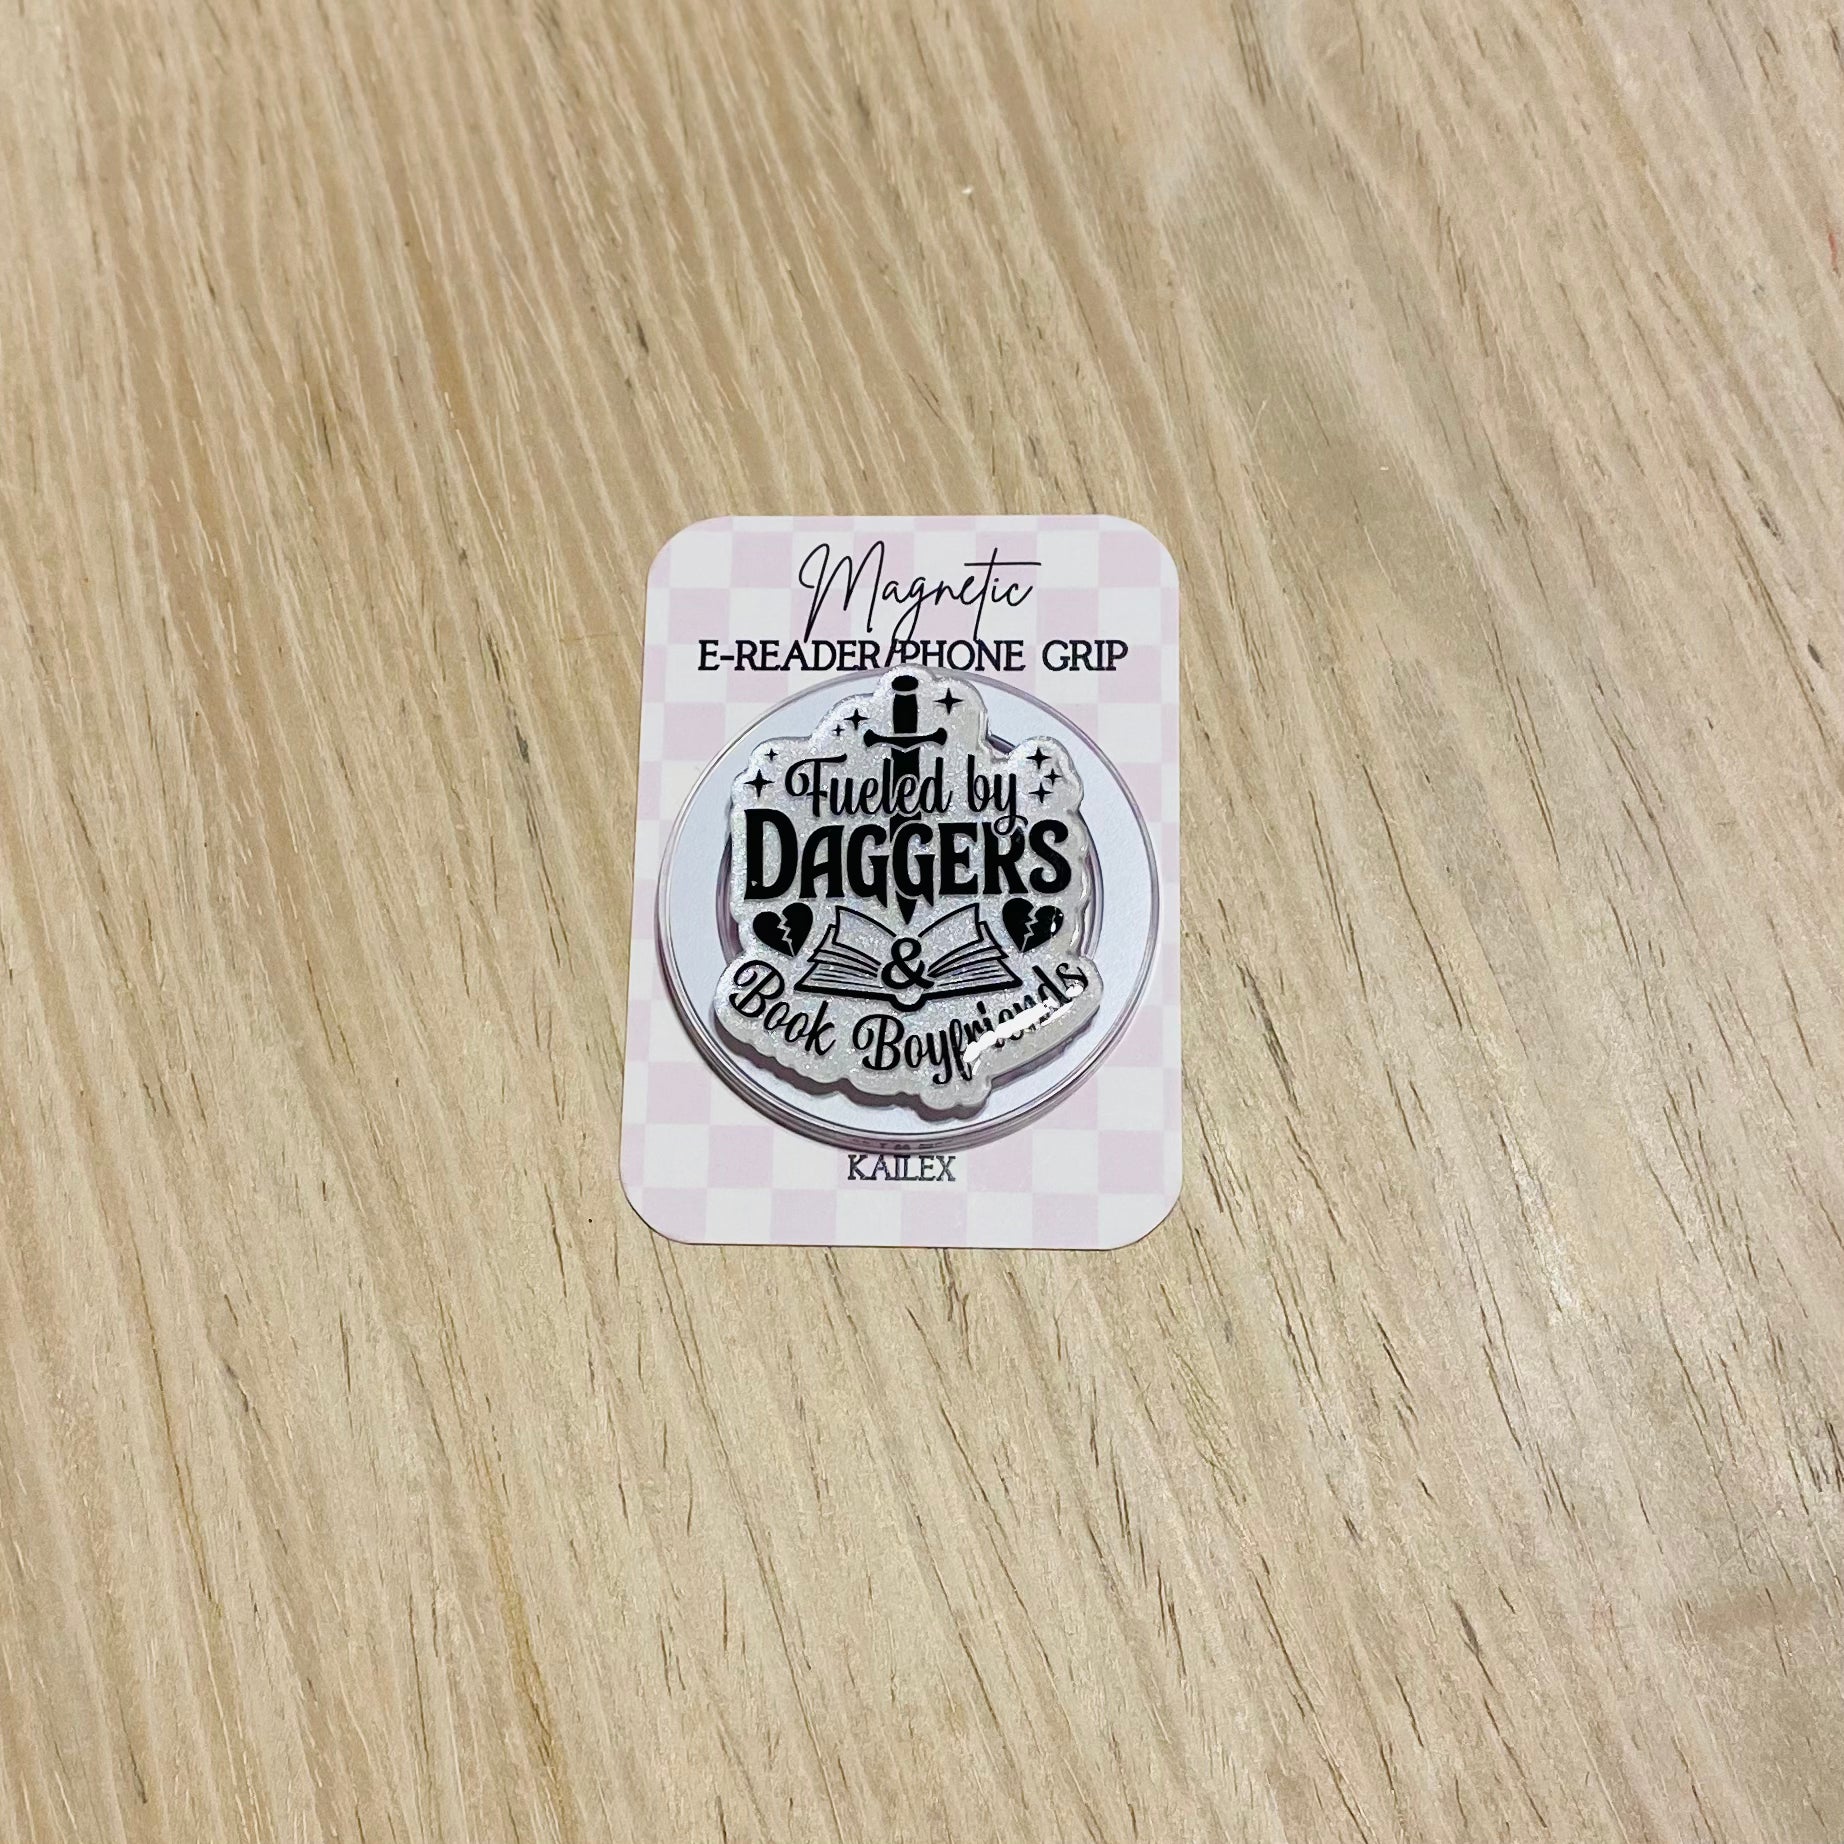 Magnetic
E-READER/PHONE GRIP
Fueled by
DAGGERS
&
Book Boyfriends
KAILEX